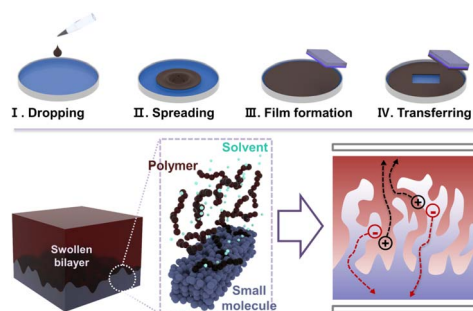 I. Dropping
II. Spreading
III. Film formation
IV. Transferring
Solvent
Polymer
Swollen
bilayer
Small
molecule
+
+
-
-